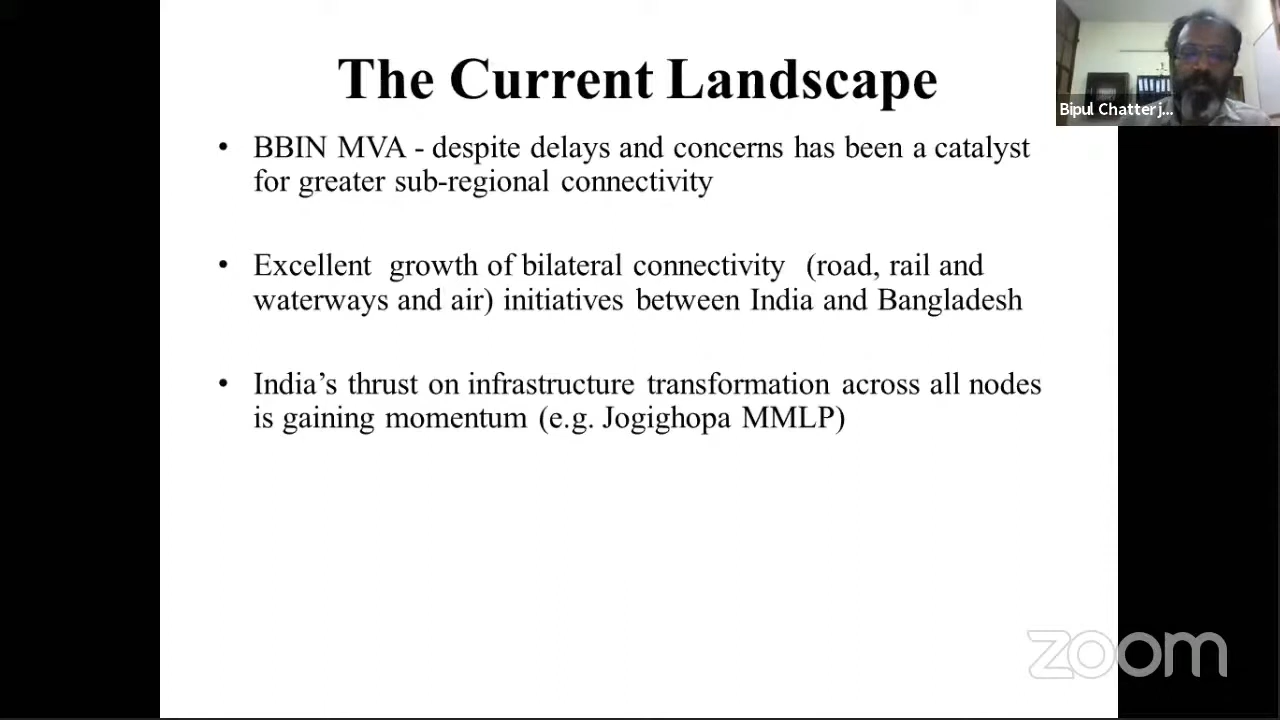 The Current Landscape
Bipul Chatterj...
• BBIN MVA - despite delays and concerns has been a catalyst
for greater sub-regional connectivity
• Excellent growth of bilateral connectivity (road, rail and
waterways and air) initiatives between India and Bangladesh
• India’s thrust on infrastructure transformation across all nodes
is gaining momentum (e.g. Jogighopa MMLP)
zoom